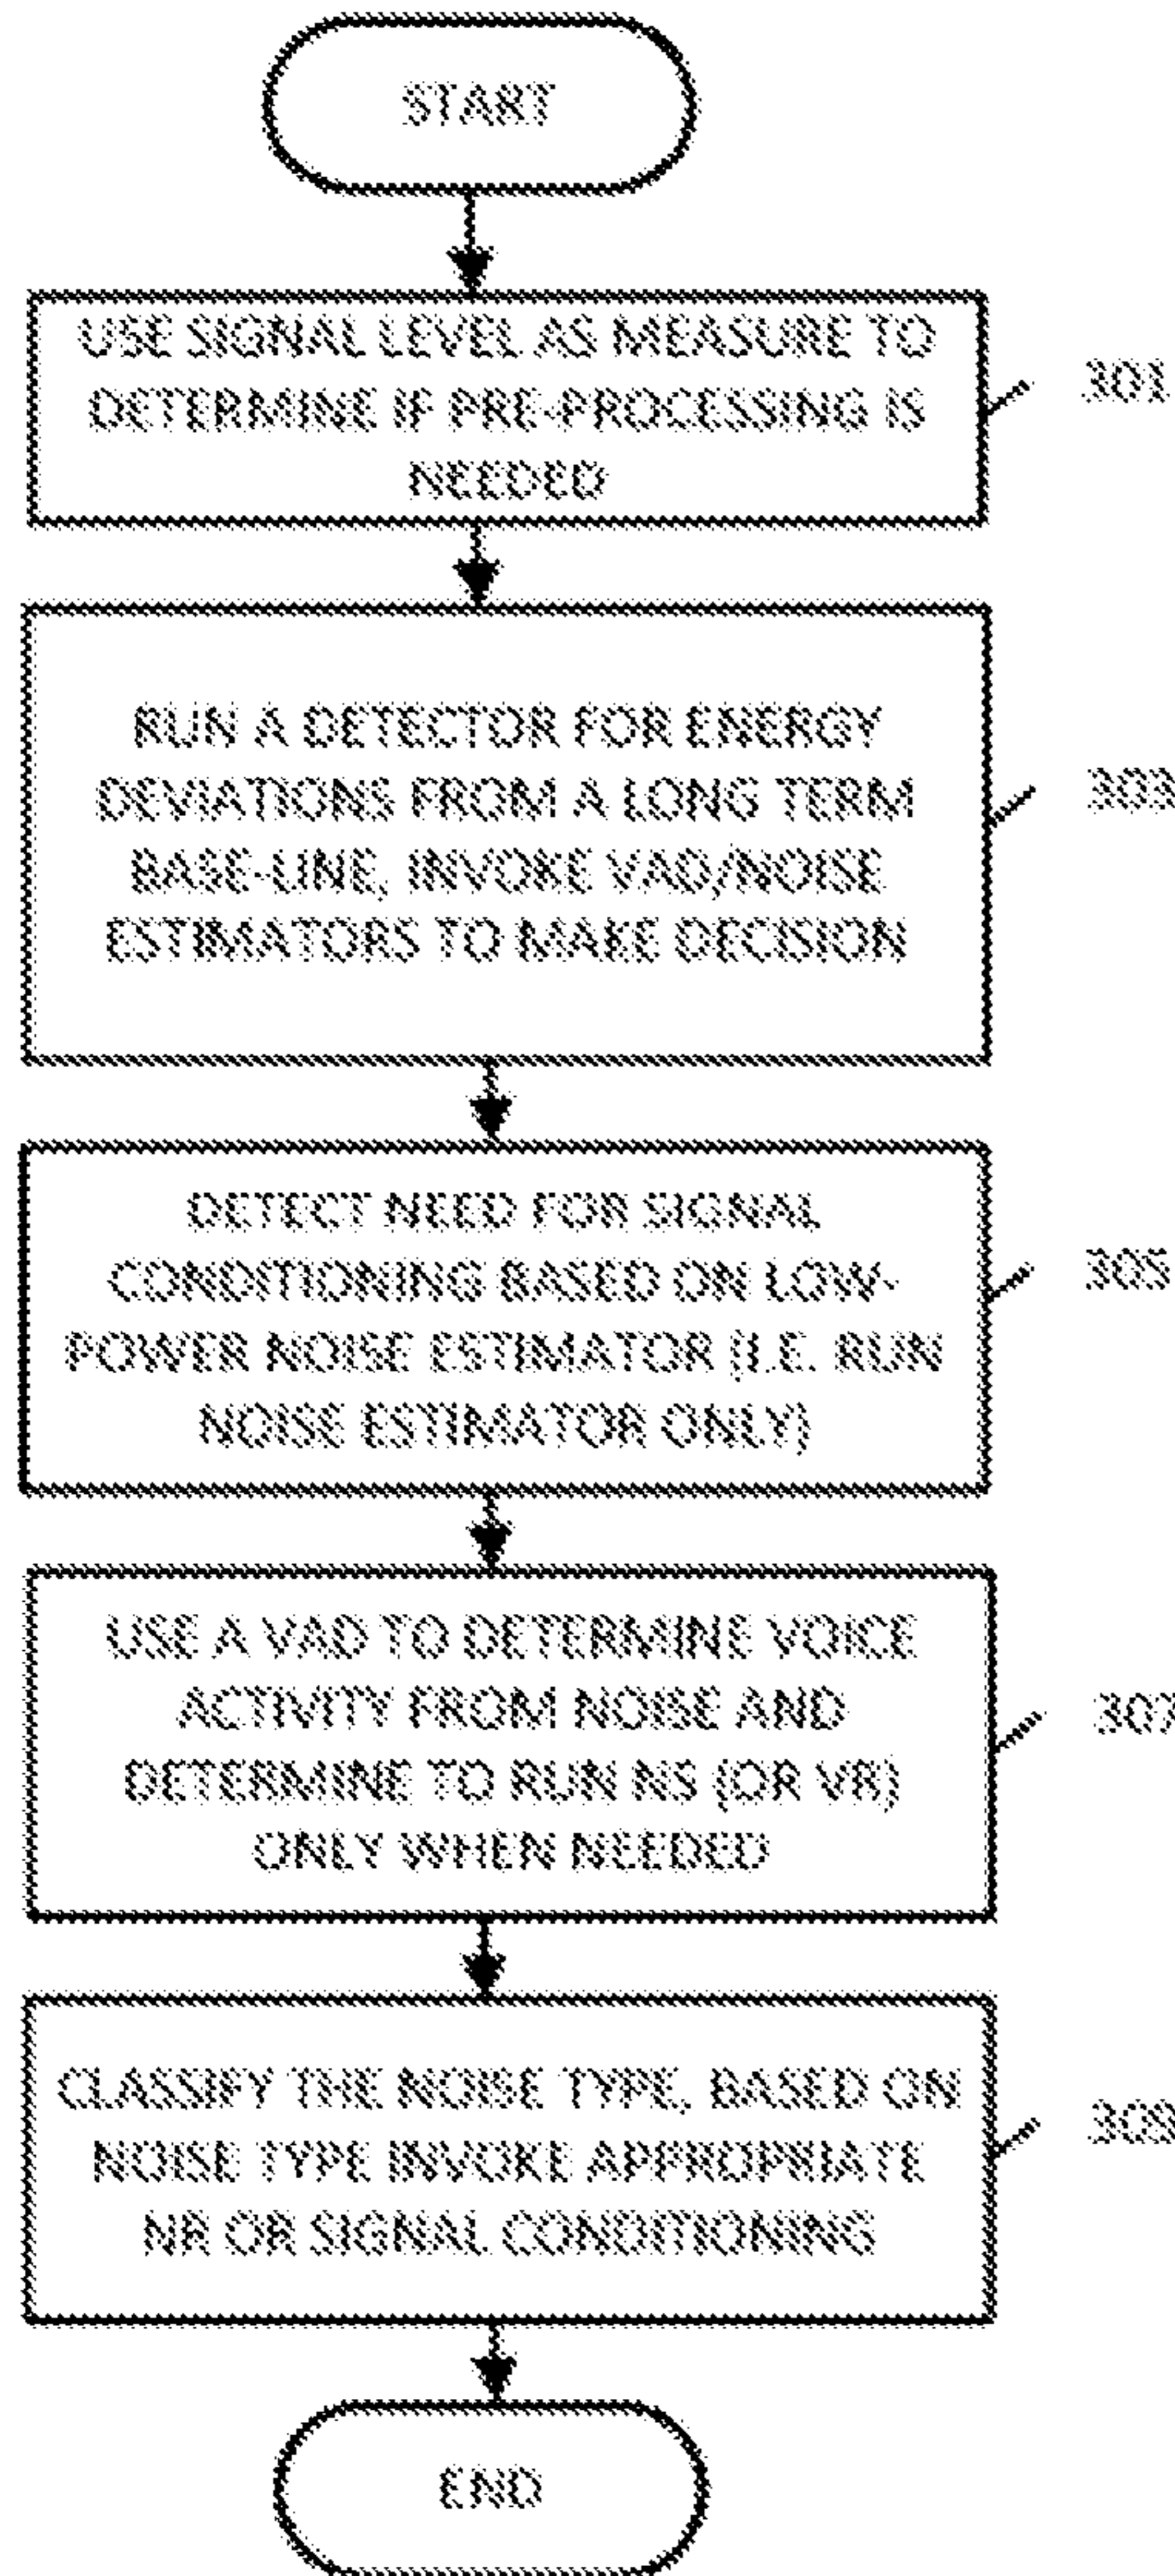 START
USE SIGNAL LEVEL AS MEASURE TO
DETERMINE IF PRE-PROCESSING IS
NEEDED
301
RUN A DETECTOR FOR ENERGY
DEVIATIONS FROM A LONG TERM
BASE-LINE, INVOKE VAD/NOISE
ESTIMATORS TO MAKE DECISION
303
DETECT NEED FOR SIGNAL
CONDITIONING BASED ON LOW-
POWER NOISE ESTIMATOR (I.E. RUN
NOISE ESTIMATOR ONLY)
305
USE A VAD TO DETERMINE VOICE
ACTIVITY FROM NOISE AND
DETERMINE TO RUN NS (OR VR)
ONLY WHEN NEEDED
307
CLASSIFY THE NOISE TYPE, BASED ON
NOISE TYPE INVOKE APPROPRIATE
NR OR SIGNAL CONDITIONING
309
END